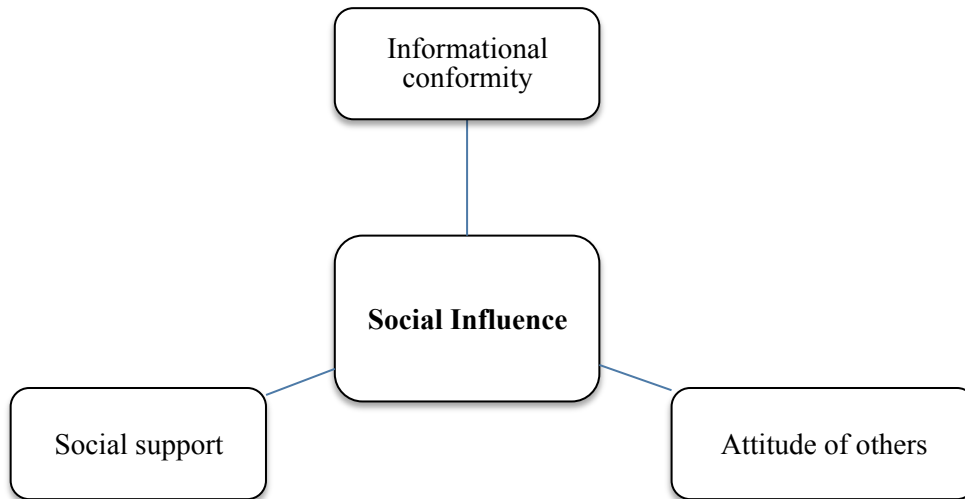 Informational
conformity
Social Influence
Social support
Attitude of others